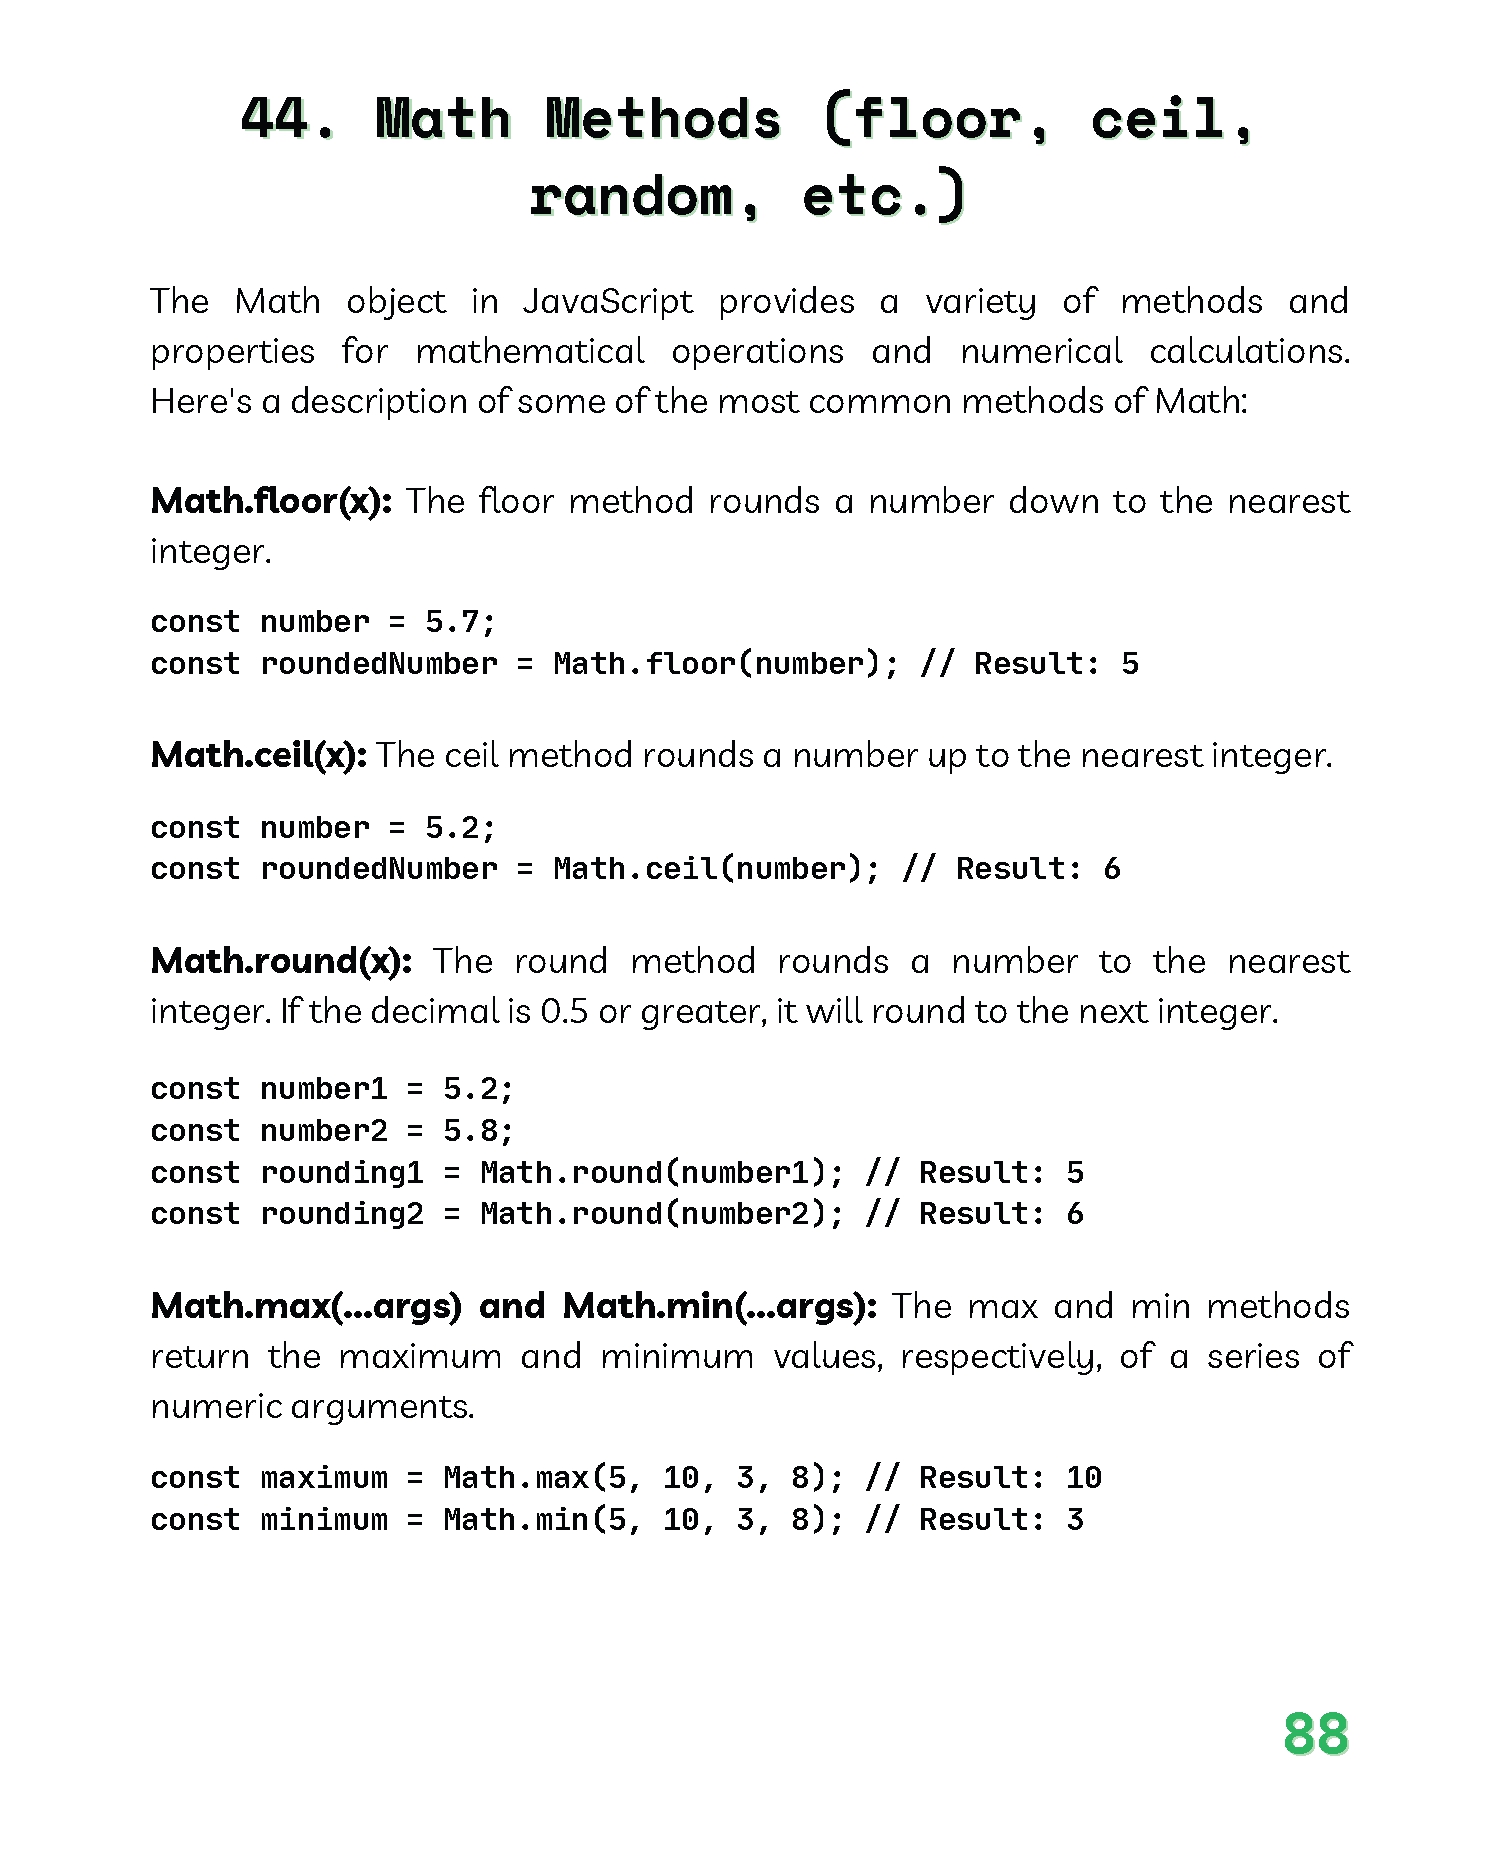 44. Math Methods (floor, ceil,
random, etc.)
The Math object in JavaScript provides a variety of methods and
properties for mathematical operations and numerical calculations.
Here's a description of some of the most common methods of Math:
Math.floor(x): The floor method rounds a number down to the nearest
integer.
const number = 5.7;
const roundedNumber = Math.floor(number); // Result: 5
Math.ceil(x): The ceil method rounds a number up to the nearest integer.
const number = 5.2;
const roundedNumber = Math.ceil(number); // Result: 6
Math.round(x): The round method rounds a number to the nearest
integer. If the decimal is 0.5 or greater, it will round to the next integer.
const number1 = 5.2;
const number2 = 5.8;
const rounding1 = Math.round(number1); // Result: 5
const rounding2 = Math.round(number2); // Result: 6
Math.max(...args) and Math.min(...args): The max and min methods
return the maximum and minimum values, respectively, of a series of
numeric arguments.
const maximum = Math.max(5, 10, 3, 8); // Result: 10
const minimum = Math.min(5, 10, 3, 8); // Result: 3
88